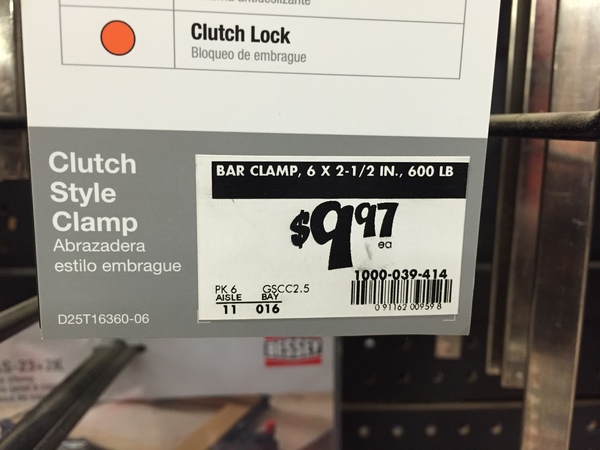 Clutch Lock
Bloqueo de embrague
Clutch
Style
Clamp
Abrazadera
estilo embrague
D25T16360-06
BAR CLAMP, 6 X 2-1/2 IN., 600 LB
$9.97
ea
1000-039-414
PK 6 GSCC2.5
AISLE BAY
11 016
0 91162 00959 8
BESSEY